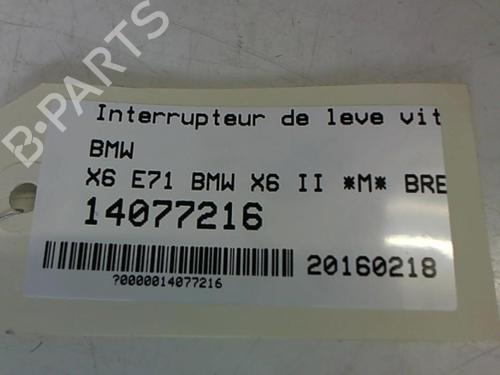 B-PARTS
Interrupteur de leve vit
BMW
X6 E71 BMW X6 II *M* BRE
14077216
20160218
?0000014077216